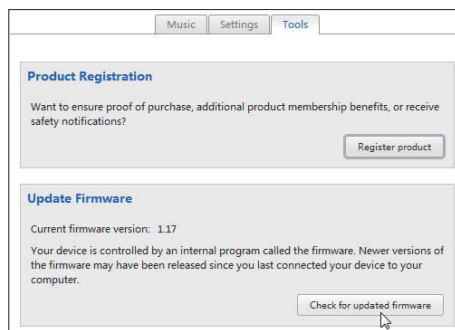 Music Settings Tools
Product Registration
Want to ensure proof of purchase, additional product membership benefits, or receive
safety notifications?
Register product
Update Firmware
Current firmware version: 1.17
Your device is controlled by an internal program called the firmware. Newer versions of
the firmware may have been released since you last connected your device to your
computer.
Check for updated firmware